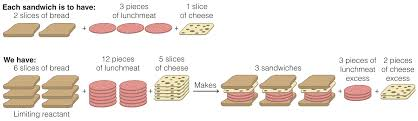 Each sandwich is to have:
2 slices of bread
+
3 pieces
of lunchmeat
+
1 slice
of cheese
We have:
6 slices of bread
+
12 pieces
of lunchmeat
+
5 slices
of cheese
Makes
3 sandwiches
+
3 pieces of
lunchmeat
excess
+
2 pieces
of cheese
excess
Limiting reactant